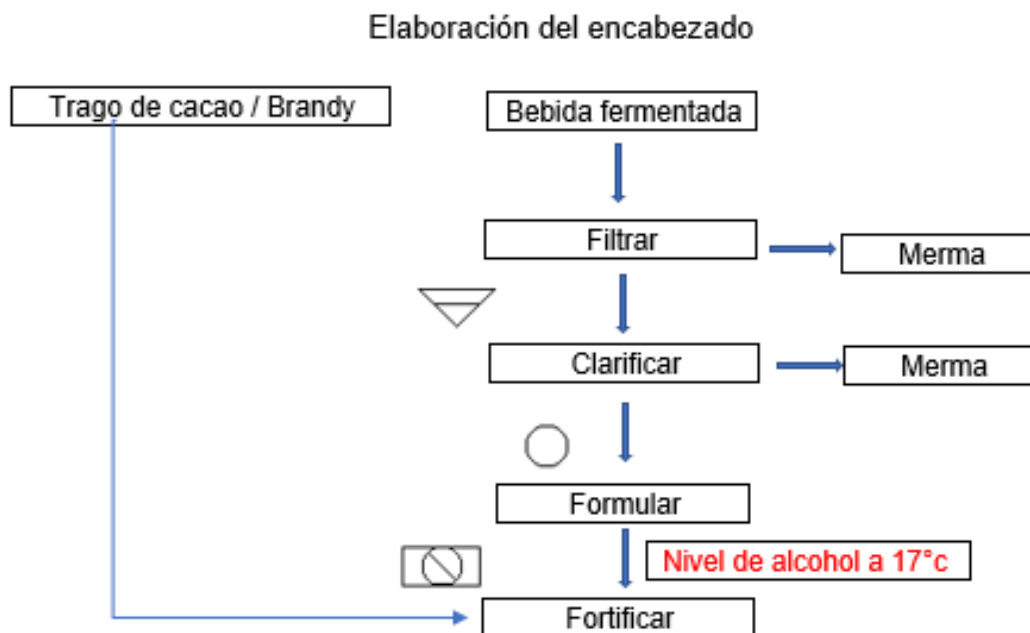 Elaboración del encabezado
Trago de cacao / Brandy
Bebida fermentada
Filtrar
Merma
Clarificar
Merma
Formular
Nivel de alcohol a 17°c
Fortificar